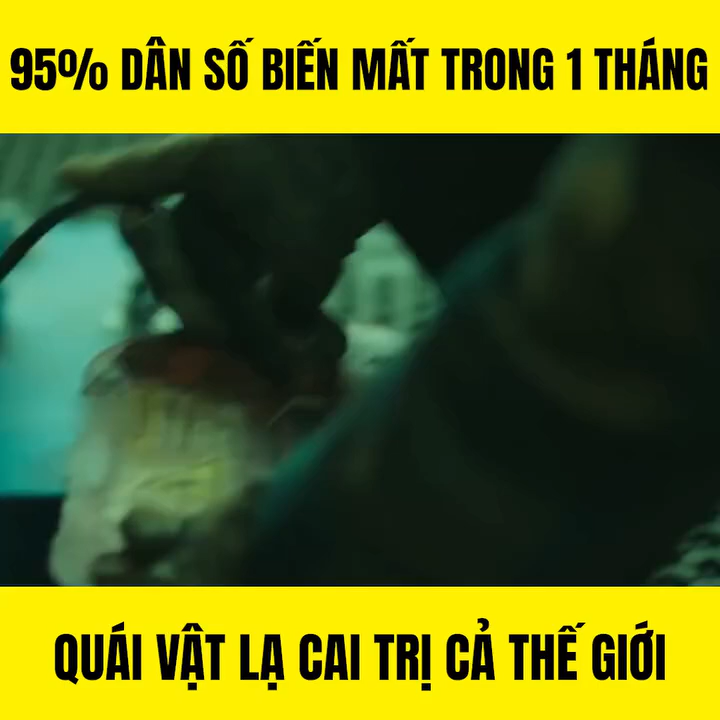 95% DÂN SỐ BIẾN MẤT TRONG 1 THÁNG
QUÁI VẬT LẠ CAI TRỊ CẢ THẾ GIỚI